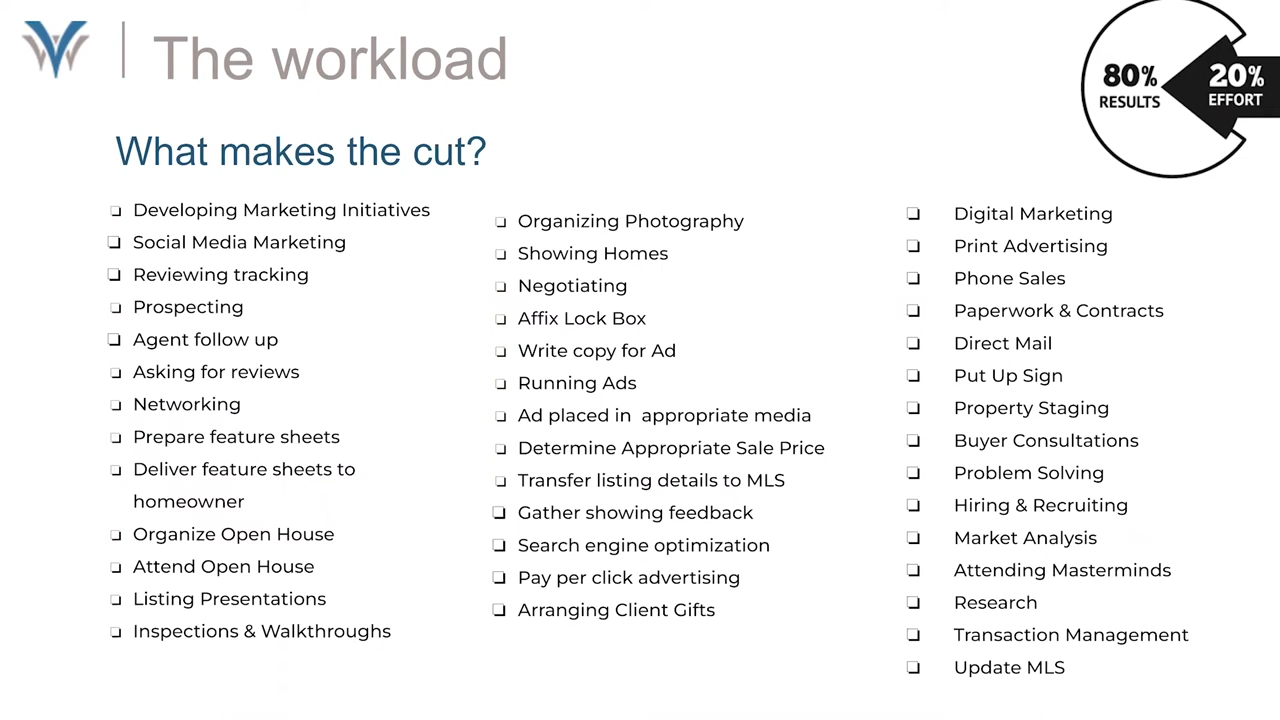 The workload
80%
RESULTS
20%
EFFORT
What makes the cut?
❏ Developing Marketing Initiatives
❏ Social Media Marketing
❏ Reviewing tracking
❏ Prospecting
❏ Agent follow up
❏ Asking for reviews
❏ Networking
❏ Prepare feature sheets
❏ Deliver feature sheets to
homeowner
❏ Organize Open House
❏ Attend Open House
❏ Listing Presentations
❏ Inspections & Walkthroughs
❏ Organizing Photography
❏ Showing Homes
❏ Negotiating
❏ Affix Lock Box
❏ Write copy for Ad
❏ Running Ads
❏ Ad placed in  appropriate media
❏ Determine Appropriate Sale Price
❏ Transfer listing details to MLS
❏ Gather showing feedback
❏ Search engine optimization
❏ Pay per click advertising
❏ Arranging Client Gifts
❏ Digital Marketing
❏ Print Advertising
❏ Phone Sales
❏ Paperwork & Contracts
❏ Direct Mail
❏ Put Up Sign
❏ Property Staging
❏ Buyer Consultations
❏ Problem Solving
❏ Hiring & Recruiting
❏ Market Analysis
❏ Attending Masterminds
❏ Research
❏ Transaction Management
❏ Update MLS